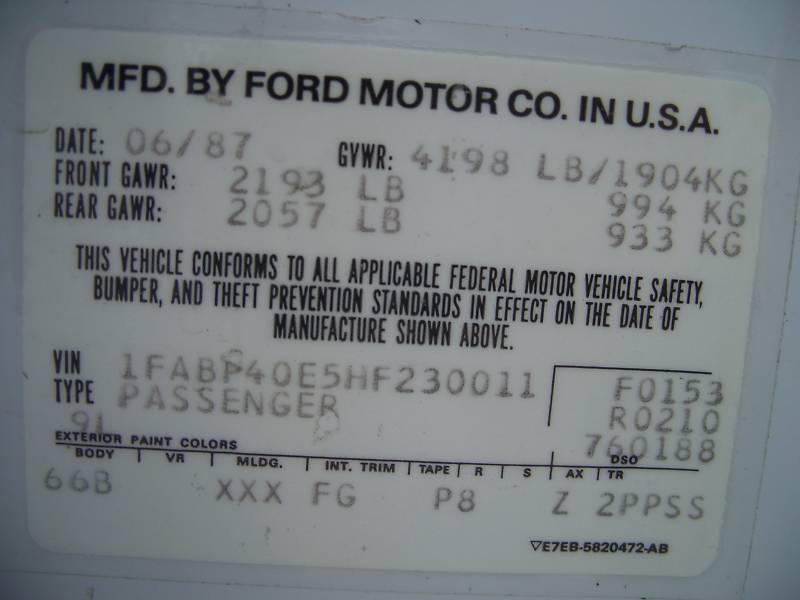 MFD. BY FORD MOTOR CO. IN U.S.A.
DATE: 06/87 GVWR: 4198 LB/1904KG
FRONT GAWR: 2193 LB 994 KG
REAR GAWR: 2057 LB 933 KG
THIS VEHICLE CONFORMS TO ALL APPLICABLE FEDERAL MOTOR VEHICLE SAFETY,
BUMPER, AND THEFT PREVENTION STANDARDS IN EFFECT ON THE DATE OF
MANUFACTURE SHOWN ABOVE.
VIN 1FABP40E5HF230011 F0153
TYPE PASSENGER R0210
9L 760188
EXTERIOR PAINT COLORS DSO
BODY VR MLDG. INT. TRIM TAPE R S AX TR
66B XXX FG P8 Z 2PPSS
▽E7EB-5820472-AB